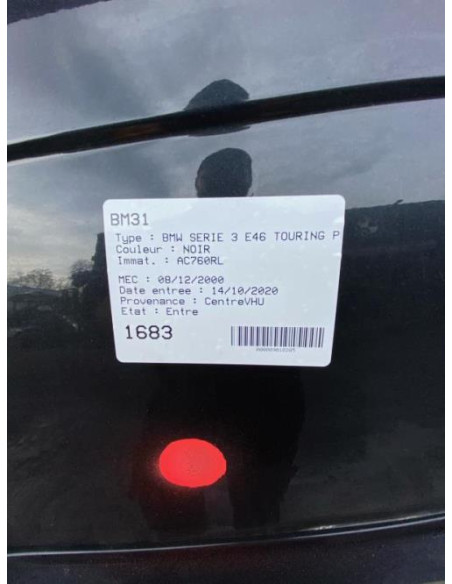 BM31
Type : BMW SERIE 3 E46 TOURING P
Couleur : NOIR
Immat. : AC760RL
MEC : 08/12/2000
Date entree : 14/10/2020
Provenance : CentreVHU
Etat : Entre
1683